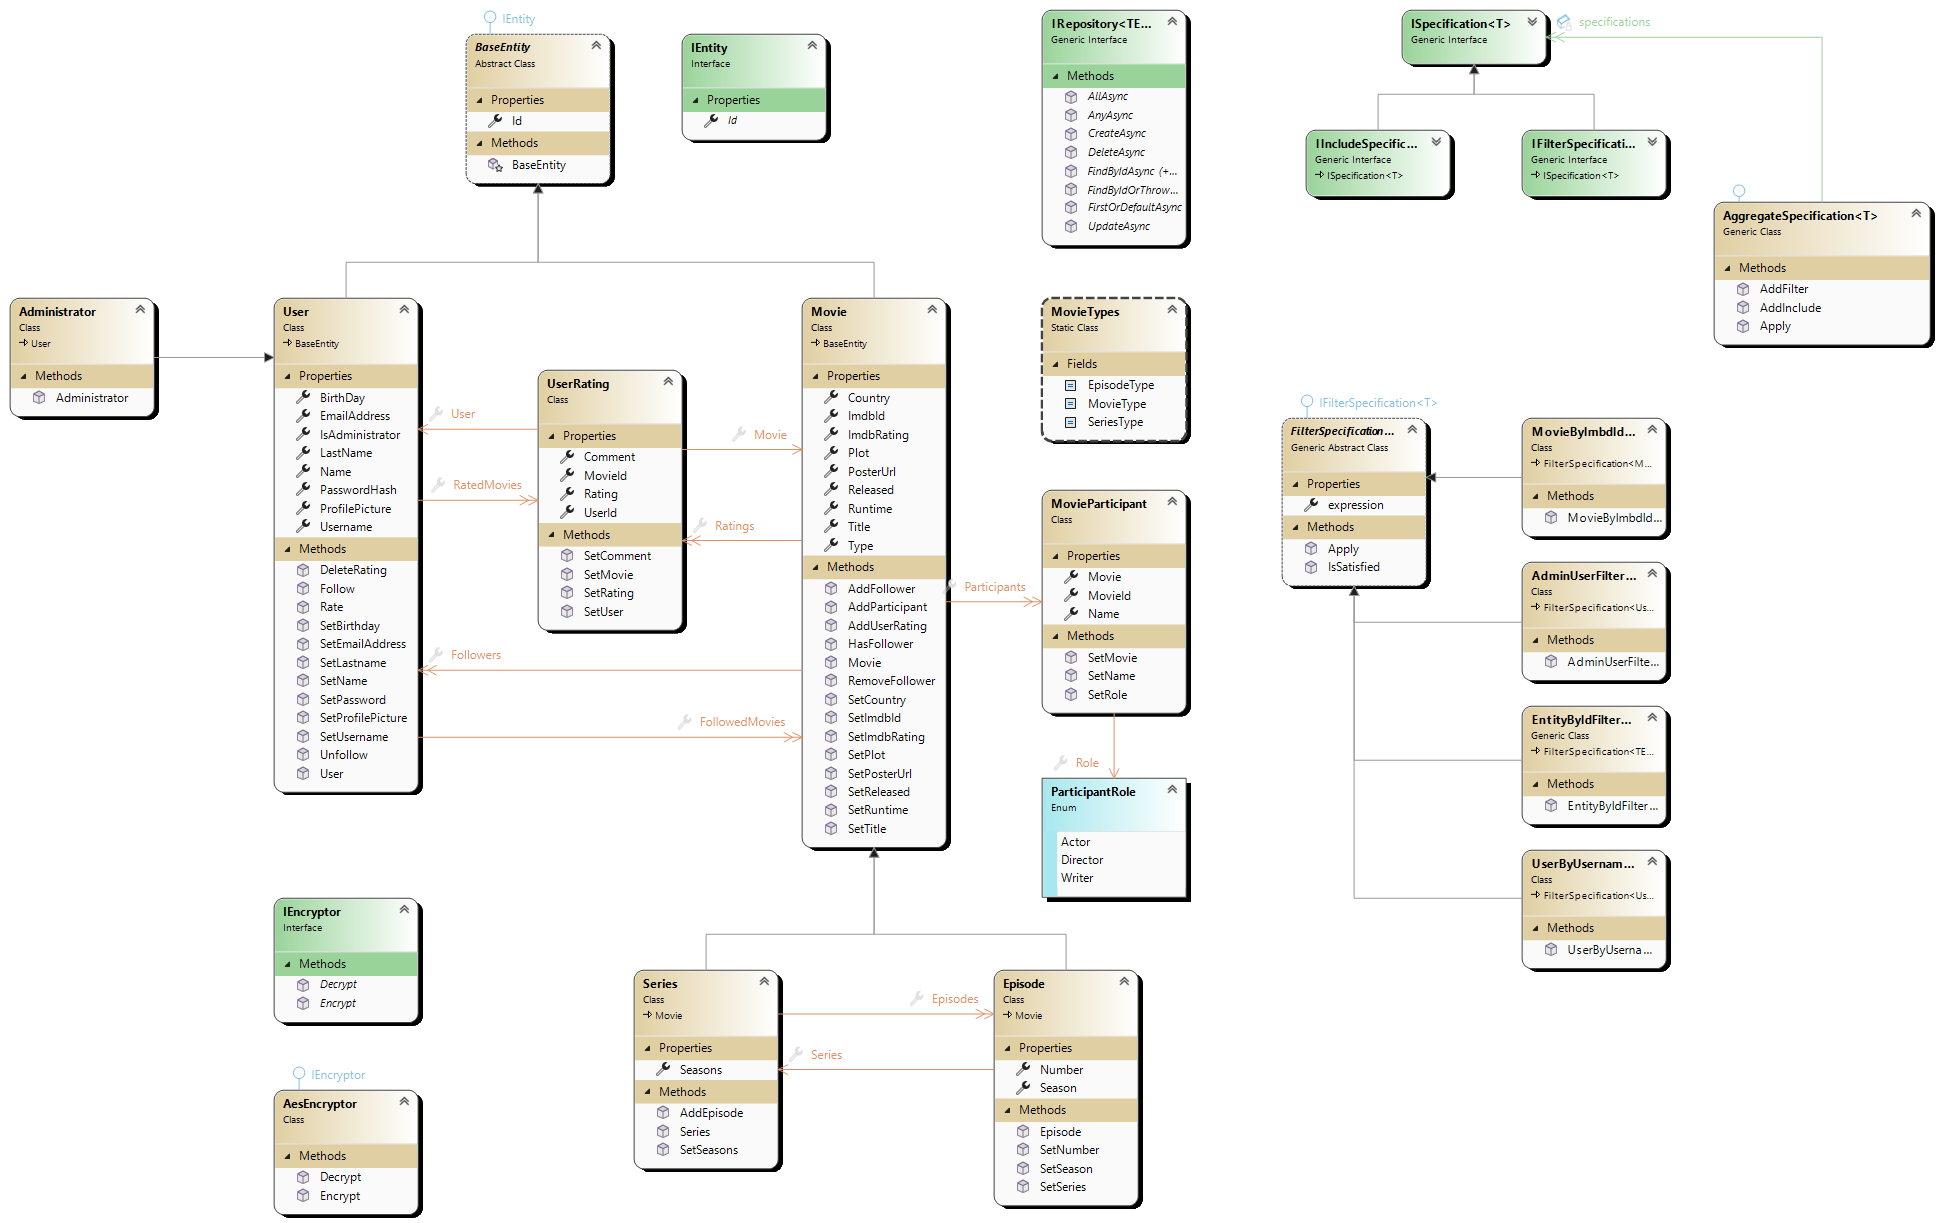 IEntity
BaseEntity
Abstract Class
Properties
Id
Methods
BaseEntity
IEntity
Interface
Properties
Id
IRepository<TE...
Generic Interface
Methods
AllAsync
AnyAsync
CreateAsync
DeleteAsync
FindByIdAsync (+...
FindByIdOrThrow...
FirstOrDefaultAsync
UpdateAsync
ISpecification<T>
Generic Interface
specifications
IIncludeSpecific...
Generic Interface
ISpecification<T>
IFilterSpecificati...
Generic Interface
ISpecification<T>
AggregateSpecification<T>
Generic Class
Methods
AddFilter
AddInclude
Apply
Administrator
Class
User
Methods
Administrator
User
Class
BaseEntity
Properties
BirthDay
EmailAddress
IsAdministrator
LastName
Name
PasswordHash
ProfilePicture
Username
Methods
DeleteRating
Follow
Rate
SetBirthday
SetEmailAddress
SetLastname
SetName
SetPassword
SetProfilePicture
SetUsername
Unfollow
User
User
RatedMovies
UserRating
Class
Properties
Comment
MovieId
Rating
UserId
Methods
SetComment
SetMovie
SetRating
SetUser
Movie
Ratings
Followers
FollowedMovies
Movie
Class
BaseEntity
Properties
Country
ImdbId
ImdbRating
Plot
PosterUrl
Released
Runtime
Title
Type
Methods
AddFollower
AddParticipant
AddUserRating
HasFollower
Movie
RemoveFollower
SetCountry
SetImdbId
SetImdbRating
SetPlot
SetPosterUrl
SetReleased
SetRuntime
SetTitle
Participants
MovieTypes
Static Class
Fields
EpisodeType
MovieType
SeriesType
MovieParticipant
Class
Properties
Movie
MovieId
Name
Methods
SetMovie
SetName
SetRole
Role
ParticipantRole
Enum
Actor
Director
Writer
IFilterSpecification<T>
FilterSpecification...
Generic Abstract Class
Properties
expression
Methods
Apply
IsSatisfied
MovieByImbdId...
Class
FilterSpecification<M...
Methods
MovieByImbdId...
AdminUserFilter...
Class
FilterSpecification<Us...
Methods
AdminUserFilte...
EntityByIdFilter...
Generic Class
FilterSpecification<TE...
Methods
EntityByIdFilter...
UserByUsernam...
Class
FilterSpecification<Us...
Methods
UserByUserna...
IEncryptor
Interface
Methods
Decrypt
Encrypt
IEncryptor
AesEncryptor
Class
Methods
Decrypt
Encrypt
Series
Class
Movie
Properties
Seasons
Methods
AddEpisode
Series
SetSeasons
Episodes
Series
Episode
Class
Movie
Properties
Number
Season
Methods
Episode
SetNumber
SetSeason
SetSeries